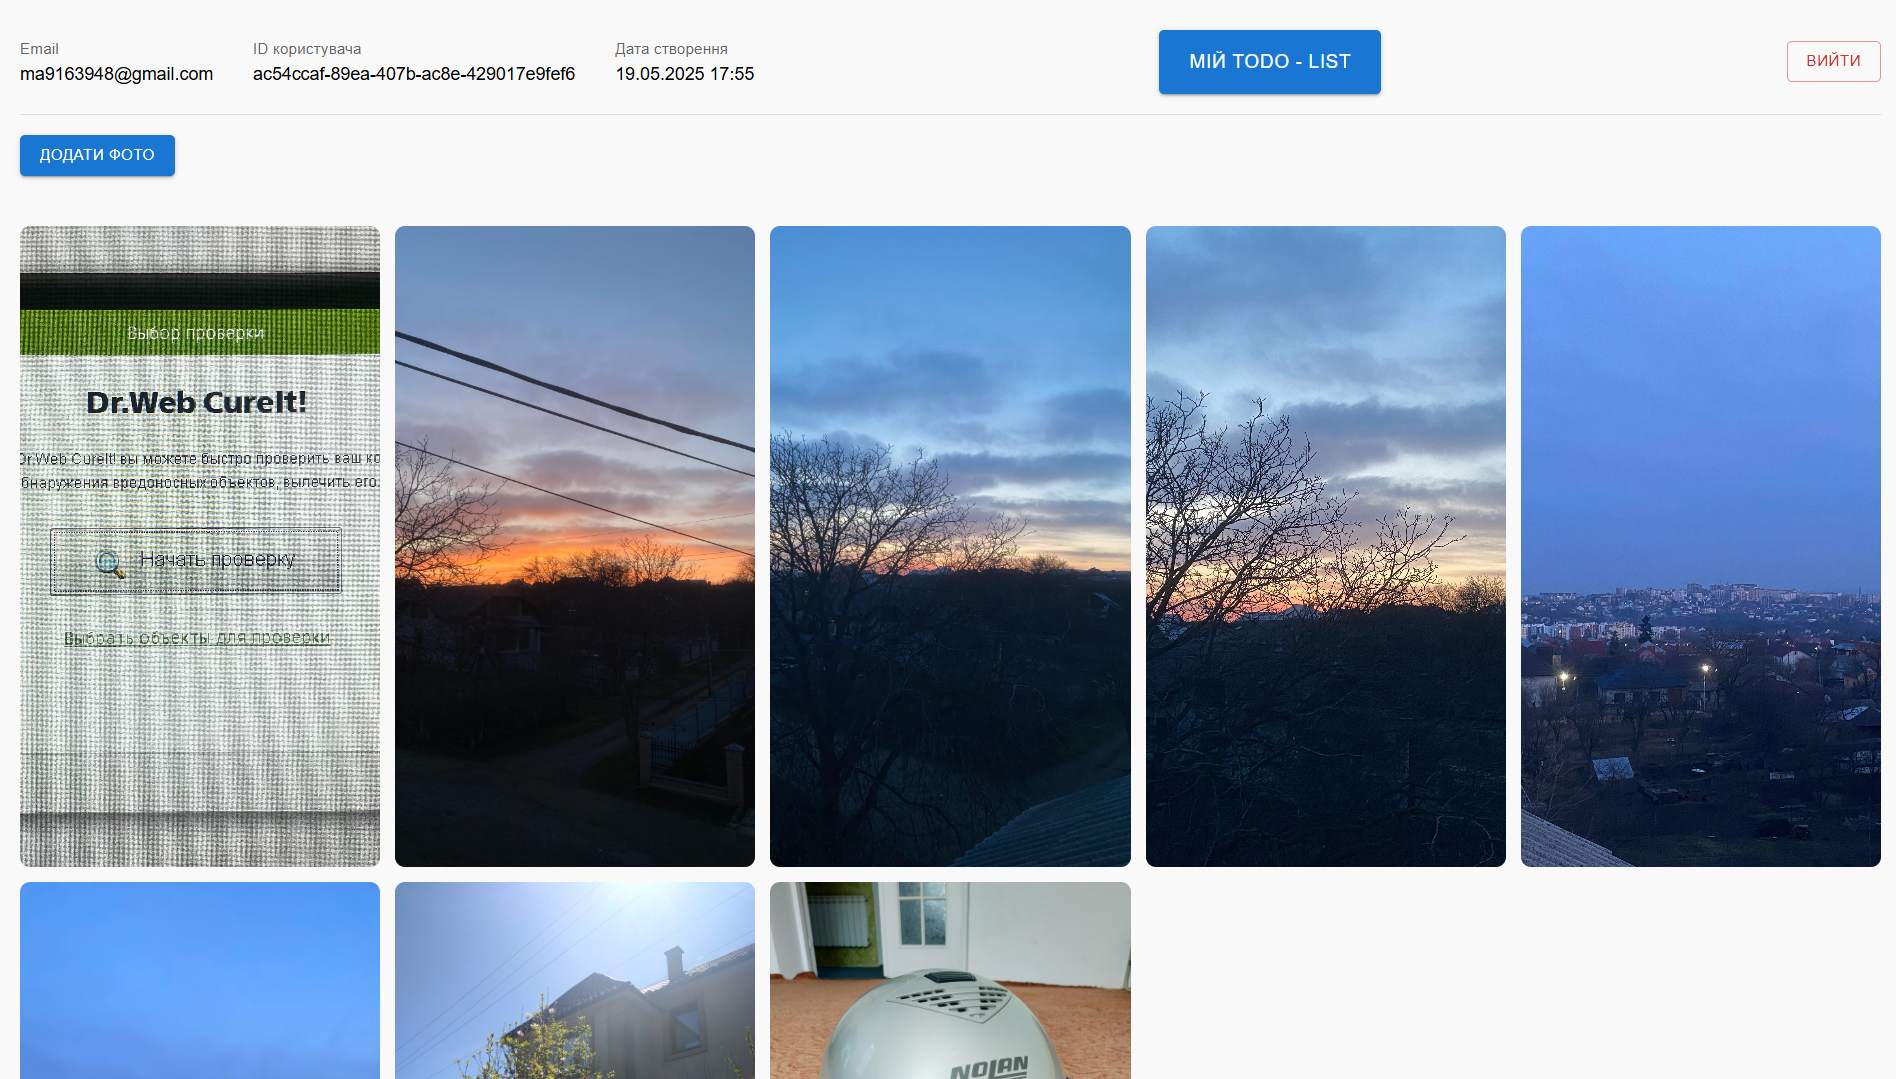 Email
ma9163948@gmail.com
ID користувача
ac54ccaf-89ea-407b-ac8e-429017e9fef6
Дата створення
19.05.2025 17:55
МІЙ TODO - LIST
ВИЙТИ
ДОДАТИ ФОТО
Выбор проверки
Dr.Web CureIt!
Dr.Web CureIt! вы можете быстро проверить ваш
бнаружения вредоносных объектов, вылечить его.
Начать проверку
Выбрать объекты для проверки
NOLAN